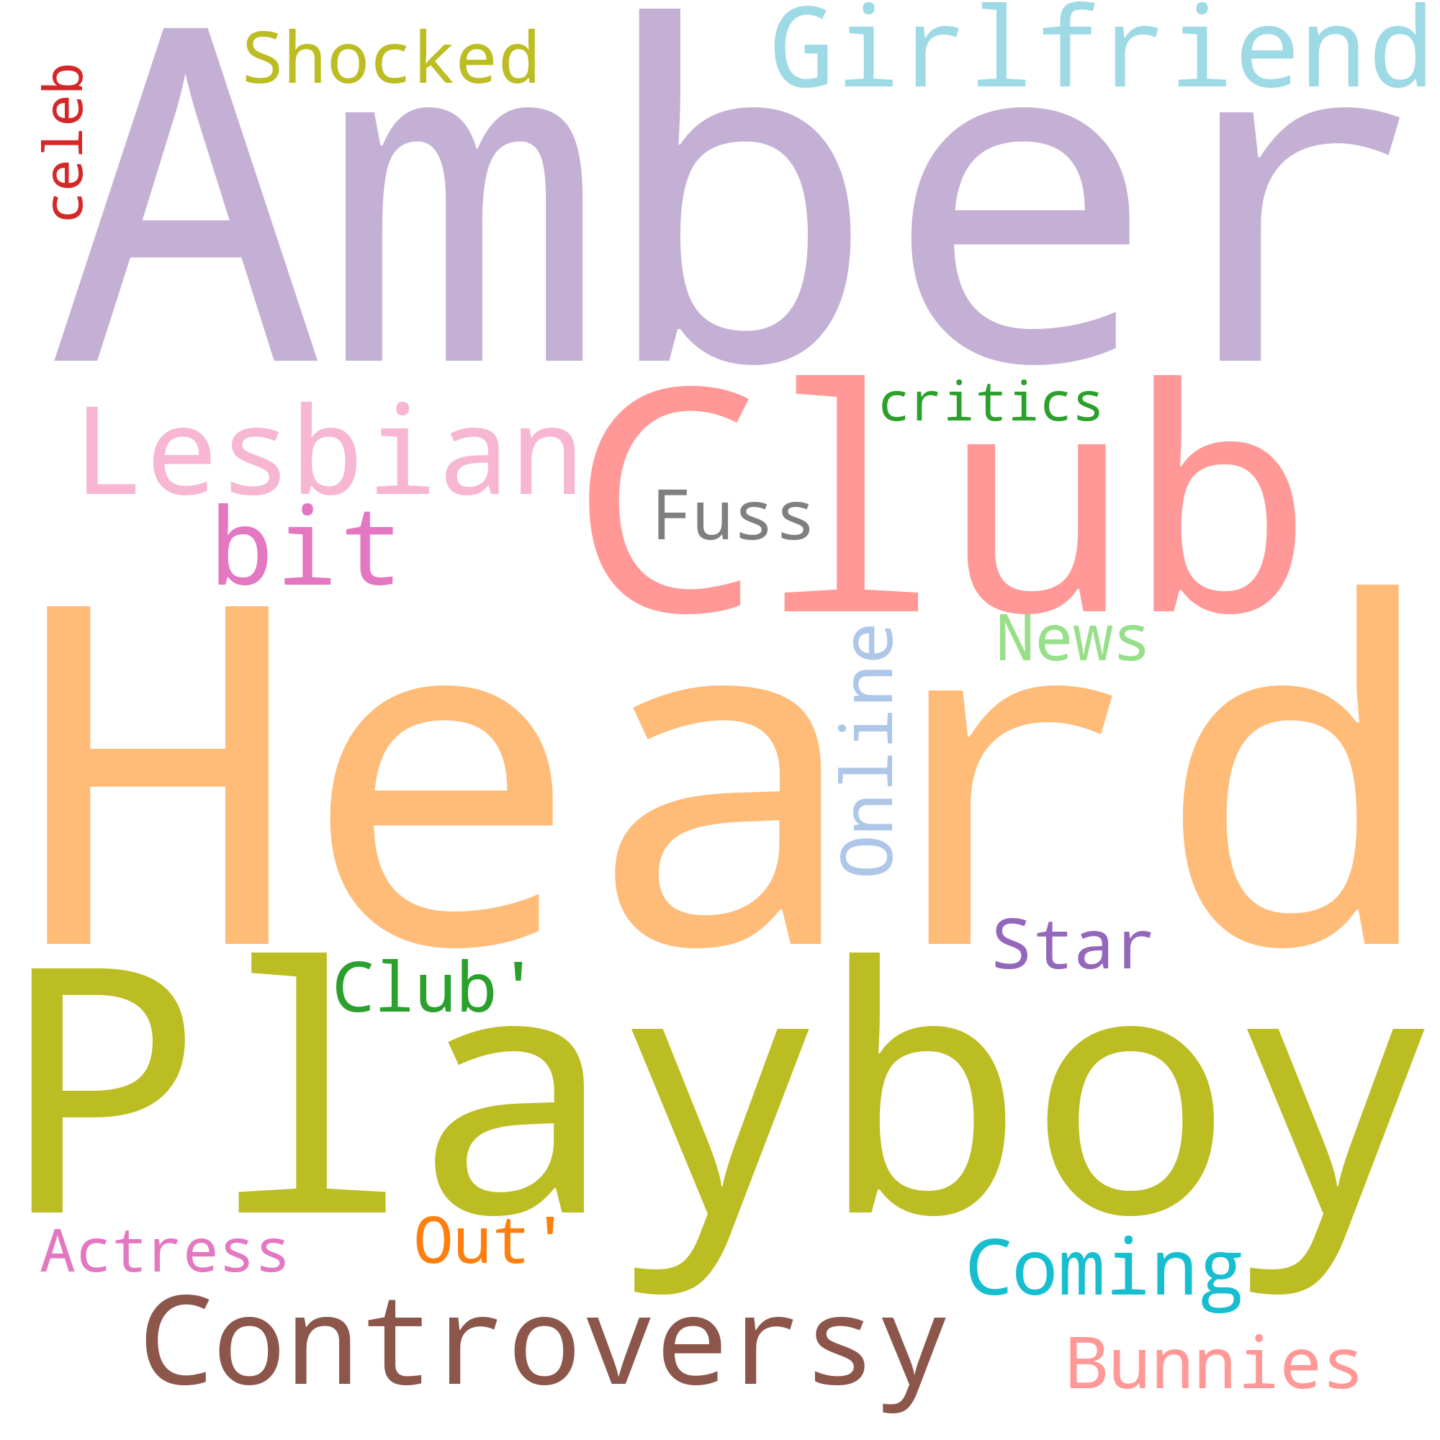 Girlfriend
Shocked
celeb
Amber
critics
Lesbian
Club
Fuss
bit
News
Online
Heard
Star
Club'
Playboy
Out'
Actress
Coming
Controversy
Bunnies